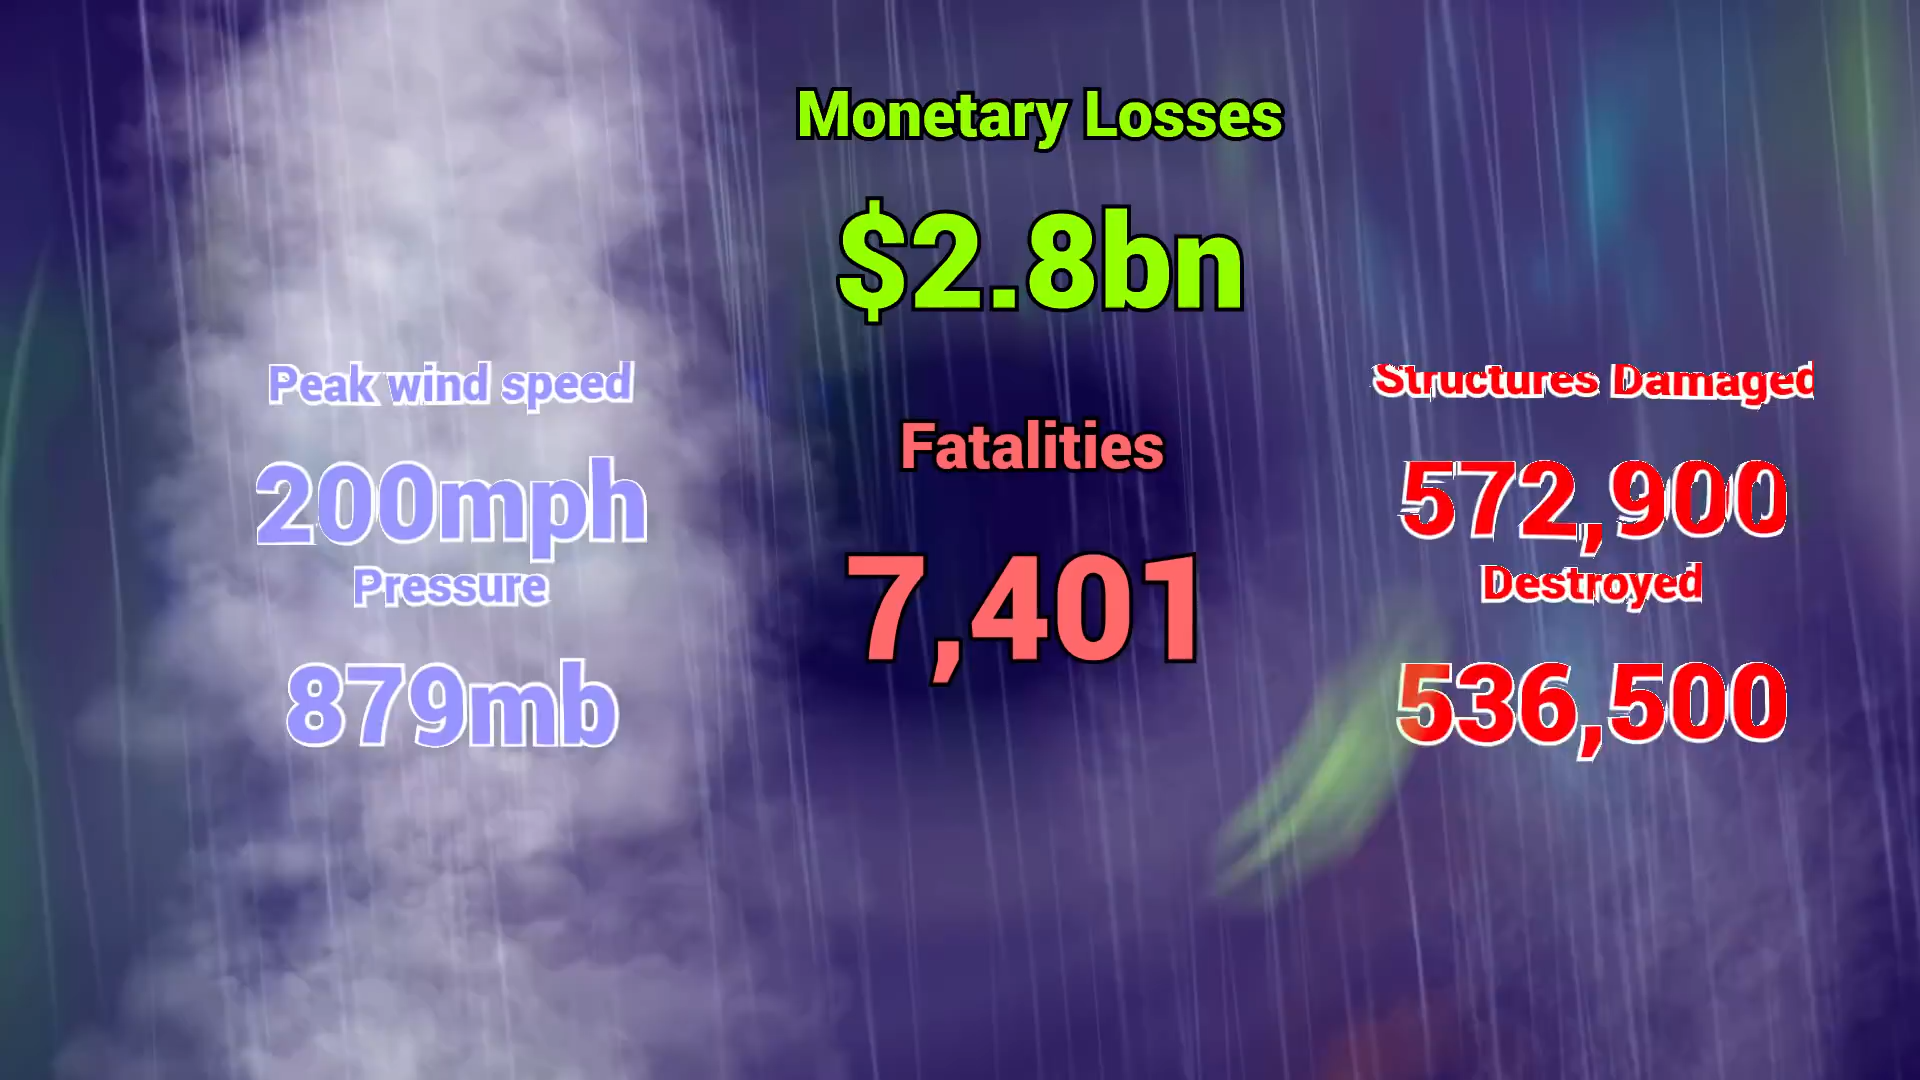 Monetary Losses
$2.8bn
Peak wind speed
200mph
Pressure
879mb
Fatalities
7,401
Structures Damaged
572,900
Destroyed
536,500